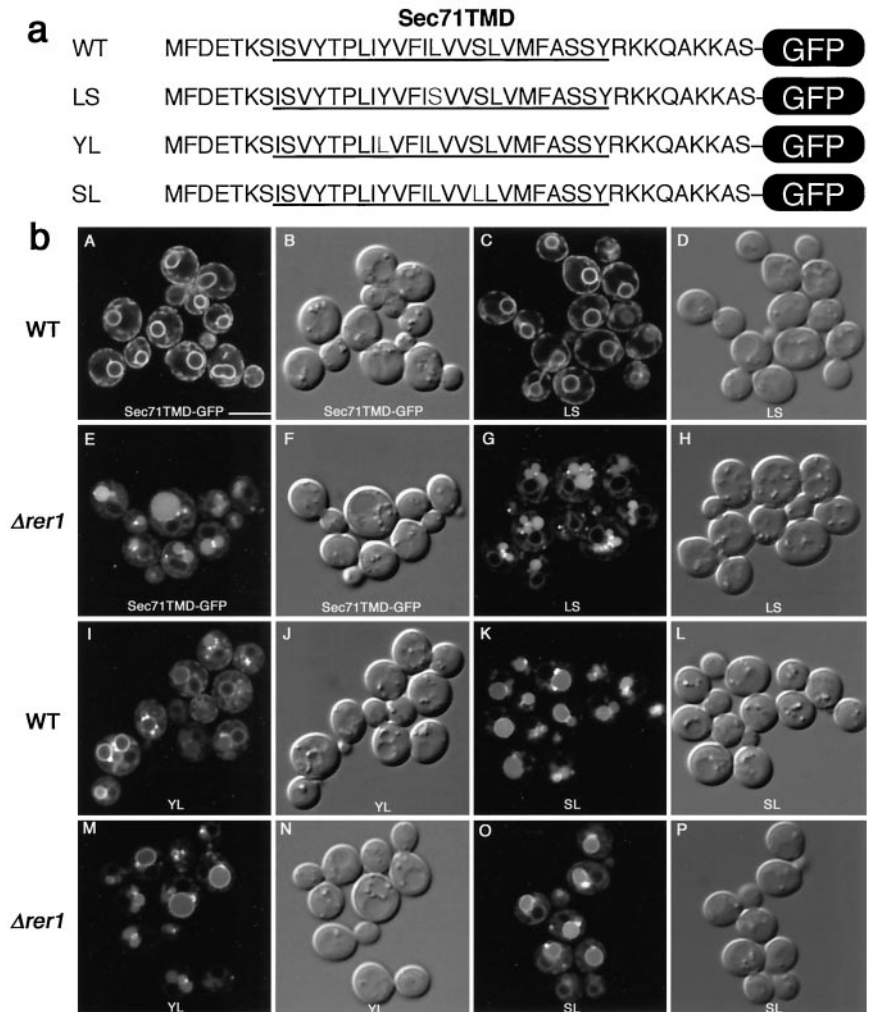 Sec71TMD
a
WT MFDETKSISVYTPLIYVFILVVSLVMFASSYRKKQAKKAS–GFP
LS MFDETKSISVYTPLIYVFISVVSLVMFASSYRKKQAKKAS–GFP
YL MFDETKSISVYTPLILVFILVVSLVMFASSYRKKQAKKAS–GFP
SL MFDETKSISVYTPLIYVFILVVLLVMFASSYRKKQAKKAS–GFP
b
WT
A Sec71TMD-GFP
B Sec71TMD-GFP
C LS
D LS
Δrer1
E Sec71TMD-GFP
F Sec71TMD-GFP
G LS
H LS
WT
I YL
J YL
K SL
L SL
Δrer1
M YL
N YL
O SL
P SL